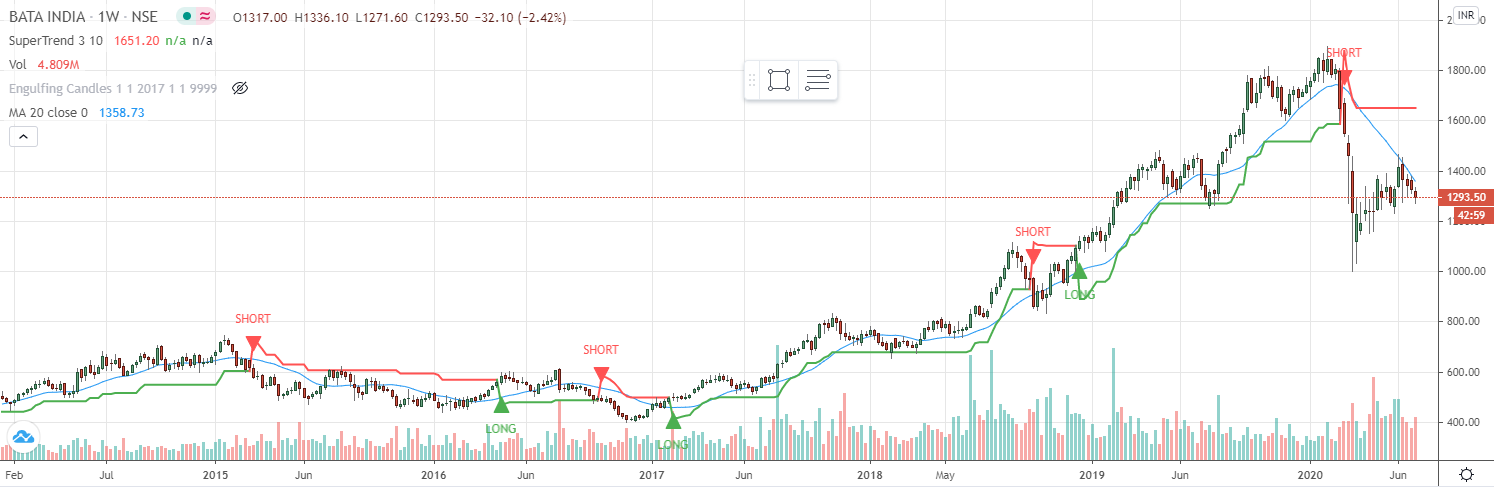 BATA INDIA · 1W · NSE O1317.00 H1336.10 L1271.60 C1293.50 −32.10 (−2.42%)
SuperTrend 3 10 1651.20 n/a n/a
Vol 4.809M
Engulfing Candles 1 1 2017 1 1 9999
MA 20 close 0 1358.73
INR
SHORT
1800.00
1600.00
1400.00
1293.50
42:59
SHORT
1000.00
LONG
SHORT
800.00
SHORT
600.00
400.00
LONG
LONG
Feb 2015 Jun 2016 Jun 2017 Jun 2018 May 2019 Jun 2020 Jun